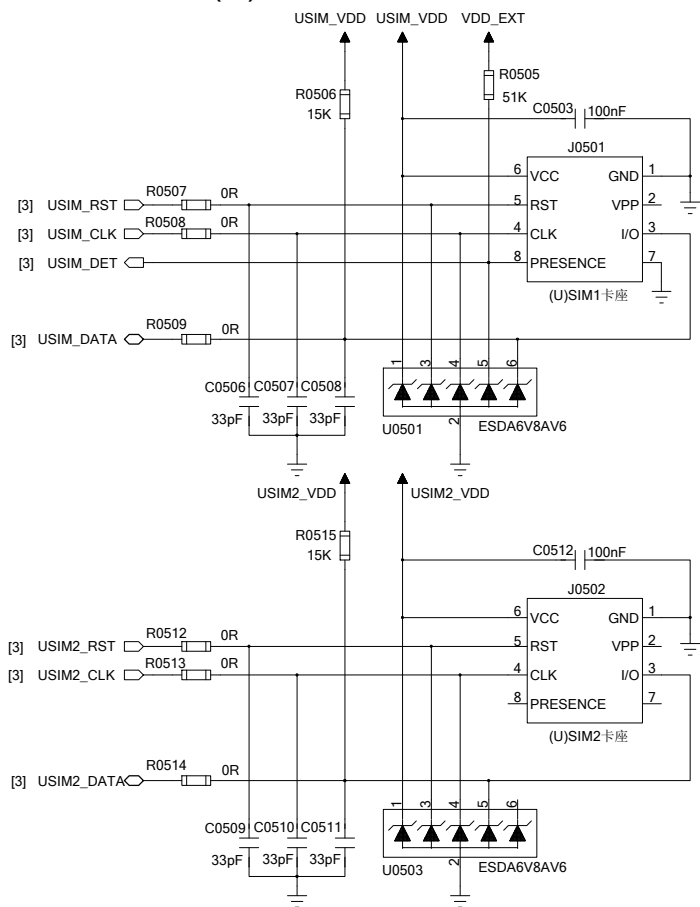 USIM_VDD USIM_VDD VDD_EXT
R0505
51K
R0506
15K
C0503 100nF
J0501
6 VCC GND 1
5 RST VPP 2
4 CLK I/O 3
8 PRESENCE 7
(U)SIM1卡座
[3] USIM_RST R0507 0R
[3] USIM_CLK R0508 0R
[3] USIM_DET
[3] USIM_DATA R0509 0R
1 3 4 5 6
C0506 C0507 C0508
33pF 33pF 33pF
2
U0501 ESDA6V8AV6
USIM2_VDD USIM2_VDD
R0515
15K
C0512 100nF
J0502
6 VCC GND 1
5 RST VPP 2
4 CLK I/O 3
8 PRESENCE 7
(U)SIM2卡座
[3] USIM2_RST R0512 0R
[3] USIM2_CLK R0513 0R
[3] USIM2_DATA R0514 0R
1 3 4 5 6
C0509 C0510 C0511
33pF 33pF 33pF
2
U0503 ESDA6V8AV6